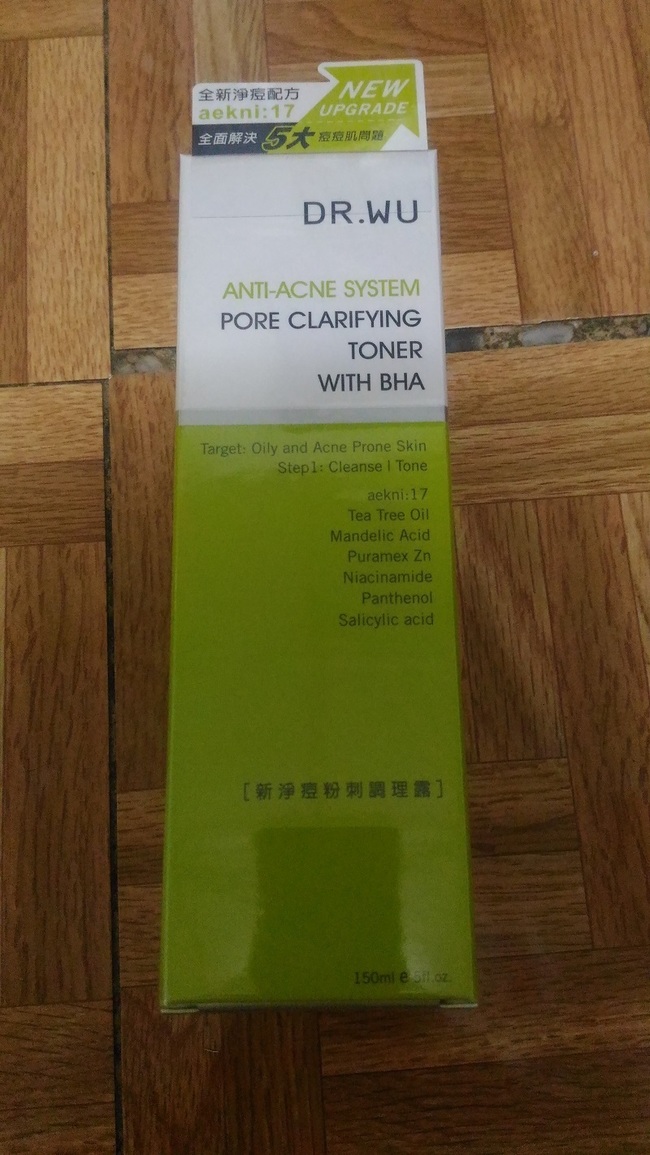 全新淨痘配方
aekni:17
NEW
UPGRADE
全面解決 5大 痘痘肌問題
DR.WU
ANTI-ACNE SYSTEM
PORE CLARIFYING
TONER
WITH BHA
Target: Oily and Acne Prone Skin
Step1: Cleanse | Tone
aekni:17
Tea Tree Oil
Mandelic Acid
Puramex Zn
Niacinamide
Panthenol
Salicylic acid
[新淨痘粉刺調理露]
150ml e 5fl.oz.